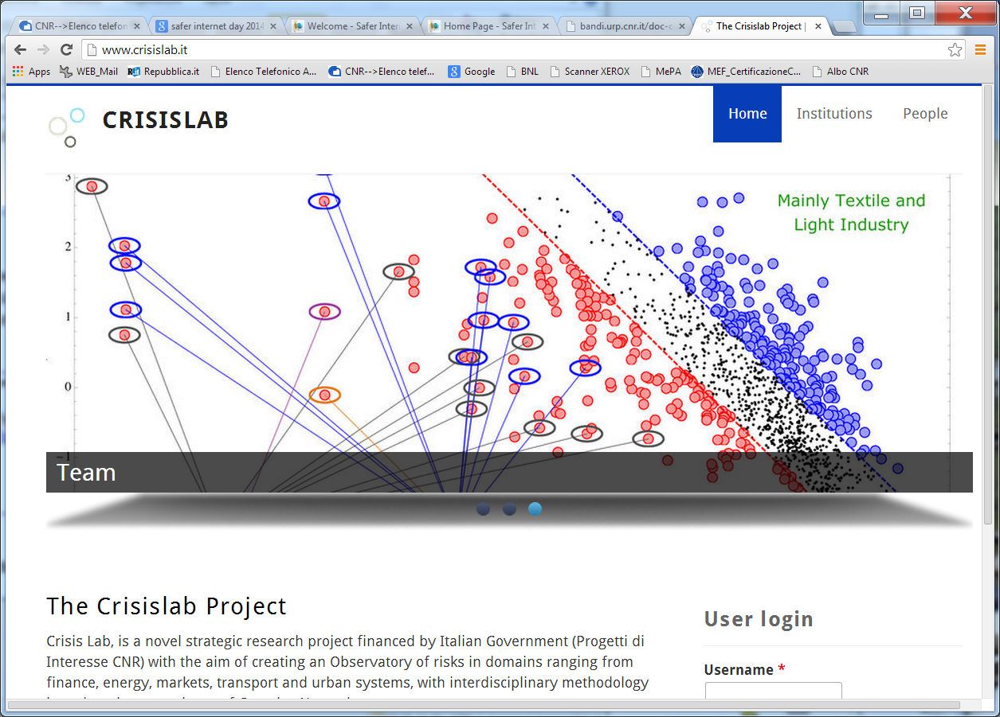 CNR-->Elenco telefon
safer internet day 2014
Welcome - Safer Inter
Home Page - Safer Int
bandi.urp.cnr.it/doc-c
The Crisislab Project |
www.crisislab.it
Apps
WEB_Mail
Repubblica.it
Elenco Telefonico A...
CNR-->Elenco telef...
Google
BNL
Scanner XEROX
MePA
MEF_CertificazioneC...
Albo CNR
CRISISLAB
Home
Institutions
People
3
Mainly Textile and
Light Industry
2
1
0
-1
Team
The Crisislab Project
Crisis Lab, is a novel strategic research project financed by Italian Government (Progetti di
Interesse CNR) with the aim of creating an Observatory of risks in domains ranging from
finance, energy, markets, transport and urban systems, with interdisciplinary methodology
User login
Username *